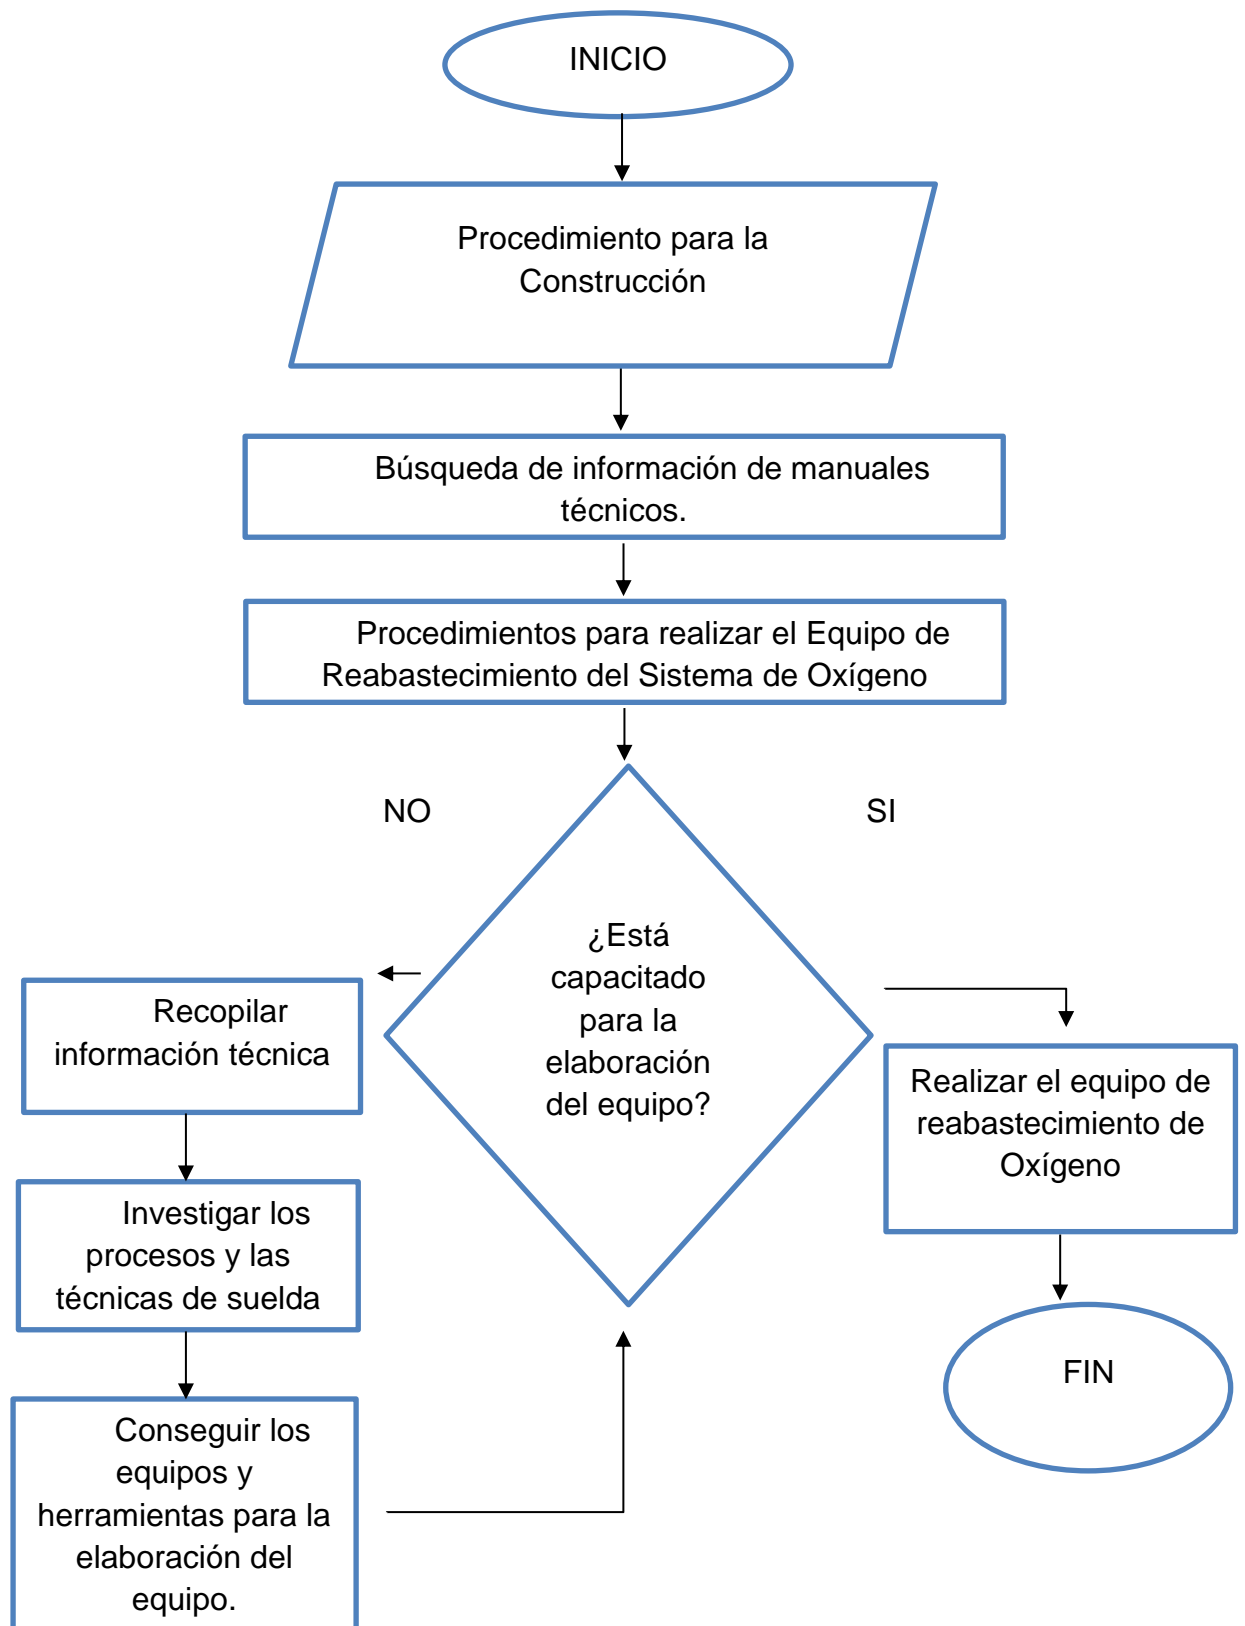 INICIO
Procedimiento para la
Construcción
Búsqueda de información de manuales
técnicos.
Procedimientos para realizar el Equipo de
Reabastecimiento del Sistema de Oxígeno
NO
SI
¿Está
capacitado
para la
elaboración
del equipo?
Recopilar
información técnica
Investigar los
procesos y las
técnicas de suelda
Conseguir los
equipos y
herramientas para la
elaboración del
equipo.
Realizar el equipo de
reabastecimiento de
Oxígeno
FIN